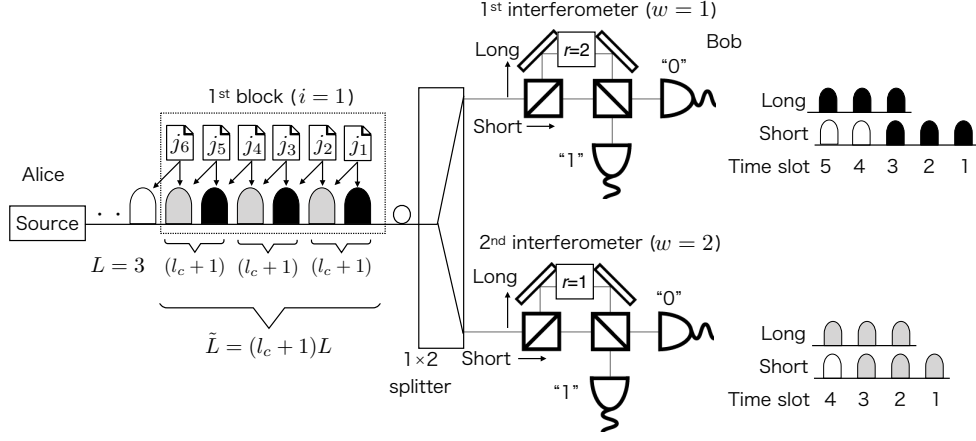 1st interferometer (w = 1)
Bob
Long
r=2
"0"
1st block (i = 1)
Short
"1"
j6 j5 j4 j3 j2 j1
Long
Short
Time slot 5 4 3 2 1
Alice
Source
· ·
L = 3
(lc + 1) (lc + 1) (lc + 1)
L̃ = (lc + 1)L
1×2
splitter
2nd interferometer (w = 2)
Long
r=1
"0"
Short
"1"
Long
Short
Time slot 4 3 2 1